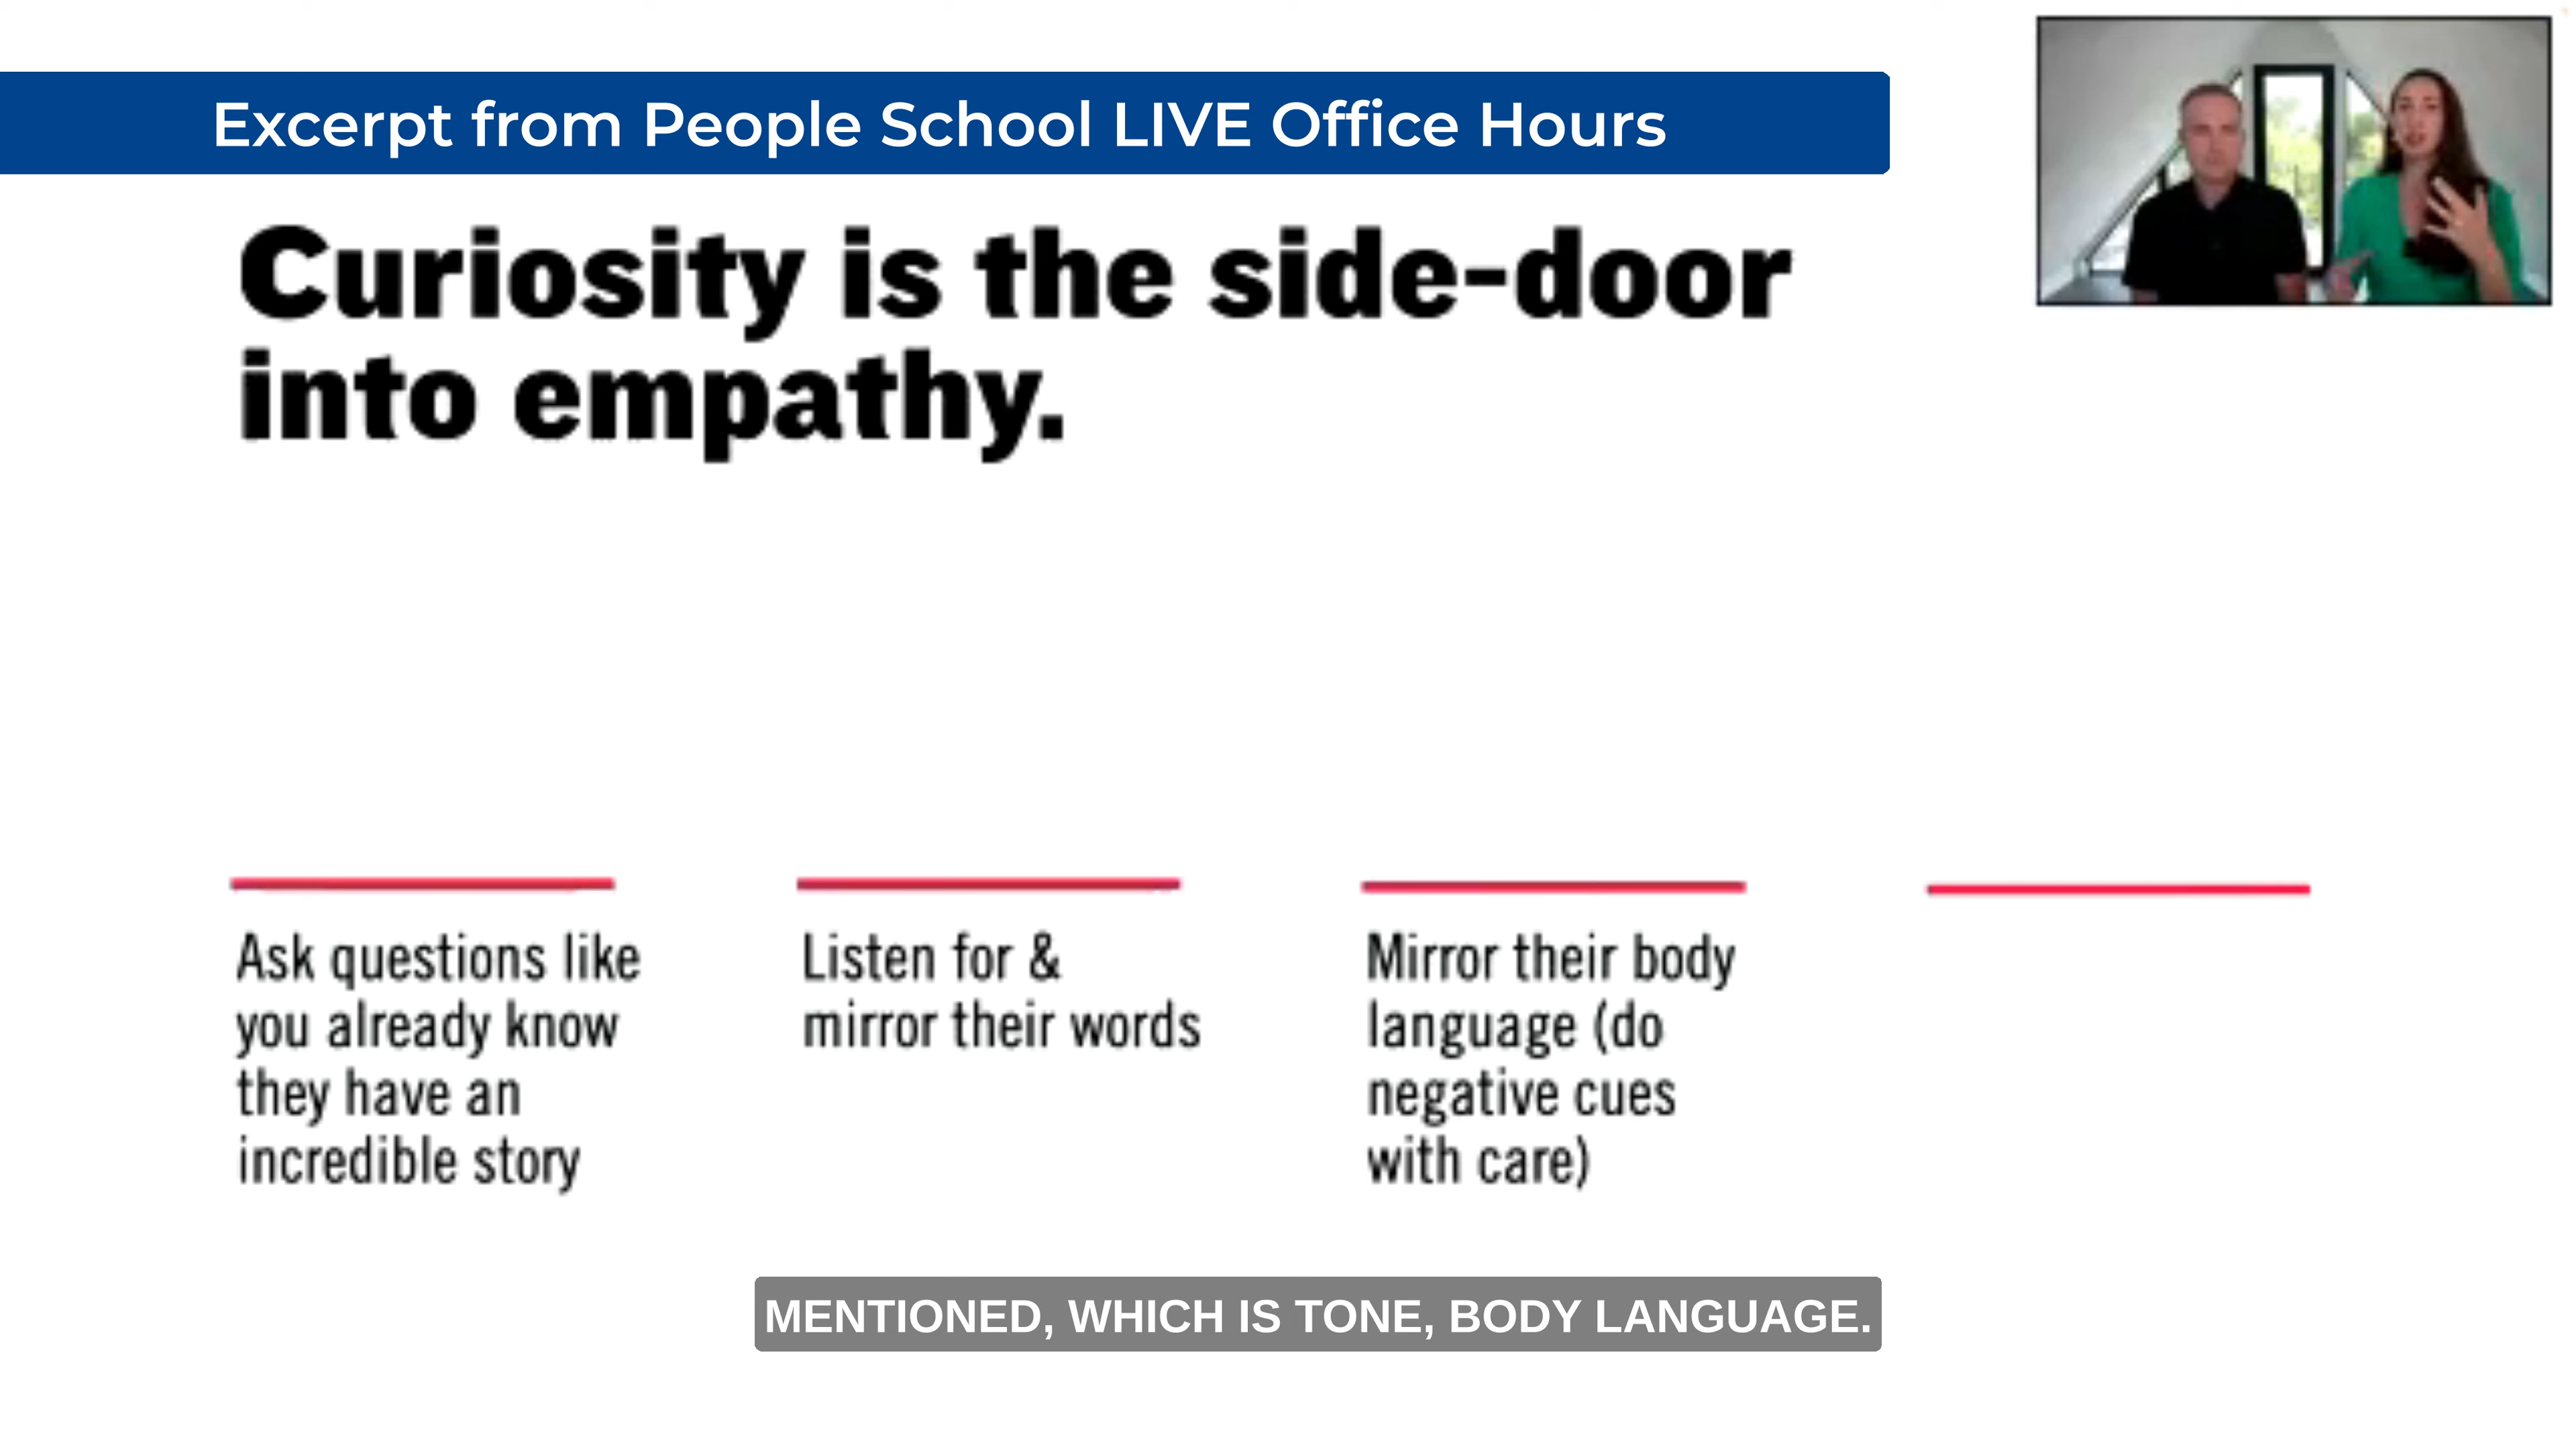 Excerpt from People School LIVE Office Hours
Curiosity is the side-door
into empathy.
Ask questions like
you already know
they have an
incredible story
Listen for &
mirror their words
Mirror their body
language (do
negative cues
with care)
MENTIONED, WHICH IS TONE, BODY LANGUAGE.